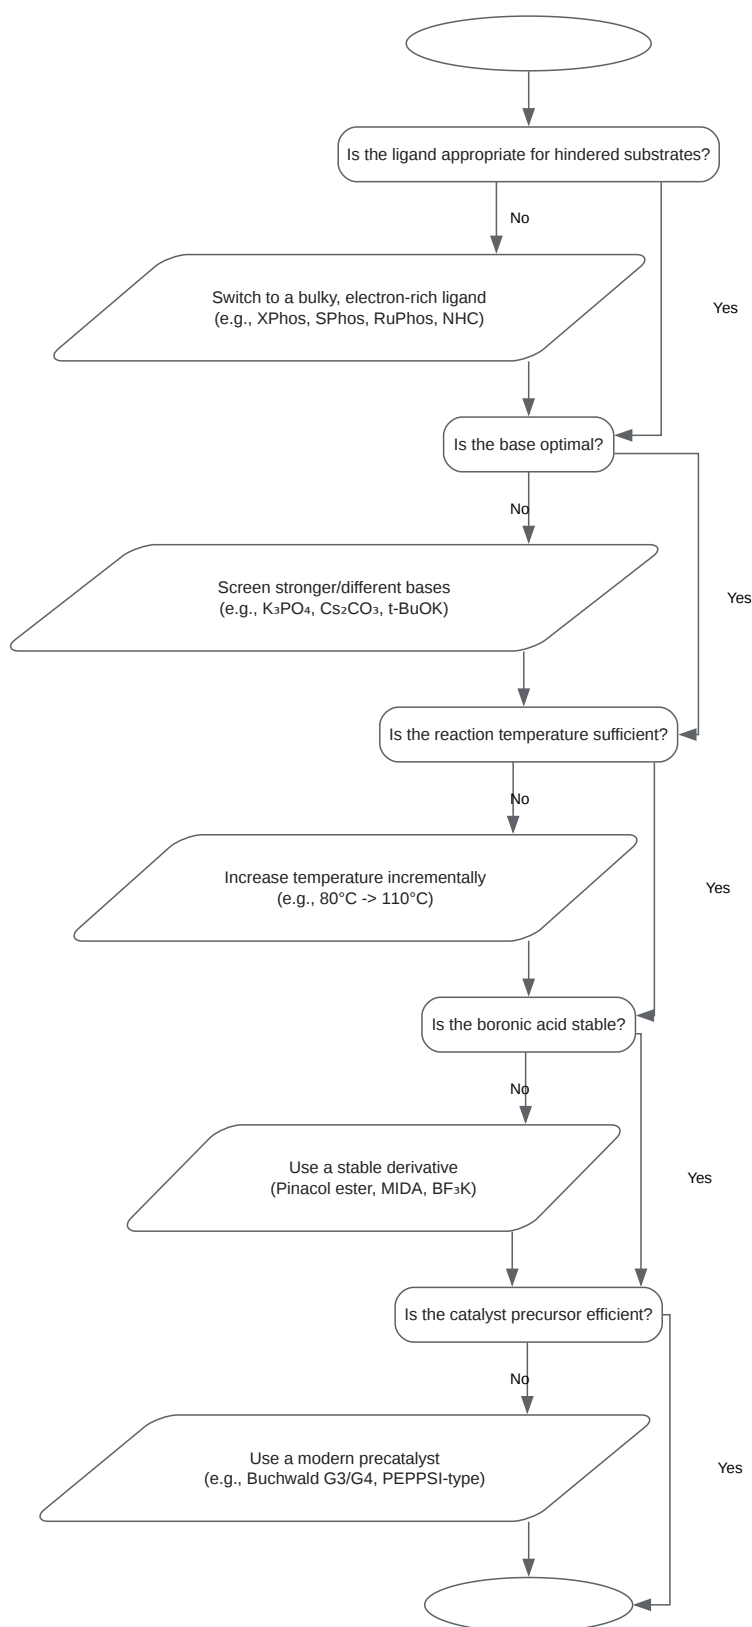 Is the ligand appropriate for hindered substrates?
No
Switch to a bulky, electron-rich ligand
(e.g., XPhos, SPhos, RuPhos, NHC)
Yes
Is the base optimal?
No
Screen stronger/different bases
(e.g., K₃PO₄, Cs₂CO₃, t-BuOK)
Yes
Is the reaction temperature sufficient?
No
Increase temperature incrementally
(e.g., 80°C -> 110°C)
Yes
Is the boronic acid stable?
No
Use a stable derivative
(Pinacol ester, MIDA, BF₃K)
Yes
Is the catalyst precursor efficient?
No
Use a modern precatalyst
(e.g., Buchwald G3/G4, PEPPSI-type)
Yes